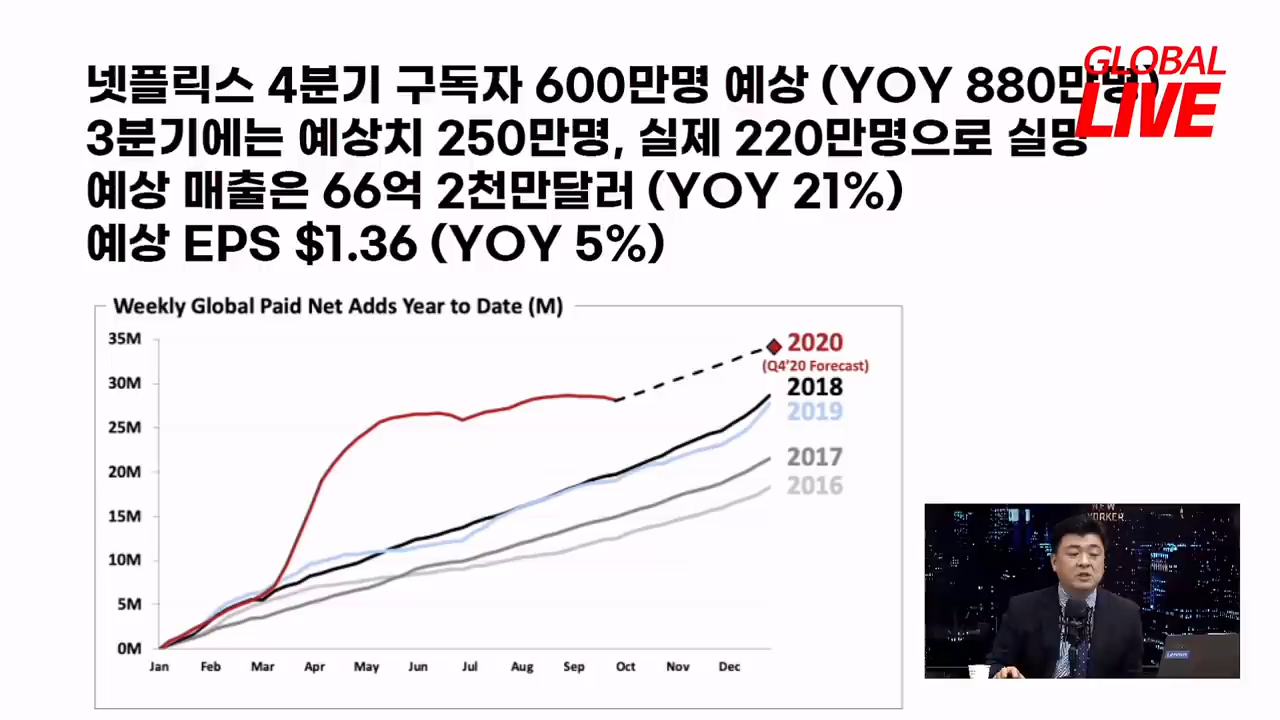 넷플릭스 4분기 구독자 600만명 예상 (YOY 880만명)
GLOBAL
LIVE
3분기에는 예상치 250만명, 실제 220만명으로 실망
예상 매출은 66억 2천만달러 (YOY 21%)
예상 EPS $1.36 (YOY 5%)
Weekly Global Paid Net Adds Year to Date (M)
35M
30M
25M
20M
15M
10M
5M
0M
2020
(Q4'20 Forecast)
2018
2019
2017
2016
Jan Feb Mar Apr May Jun Jul Aug Sep Oct Nov Dec
NEW
YORKER
Lenovo